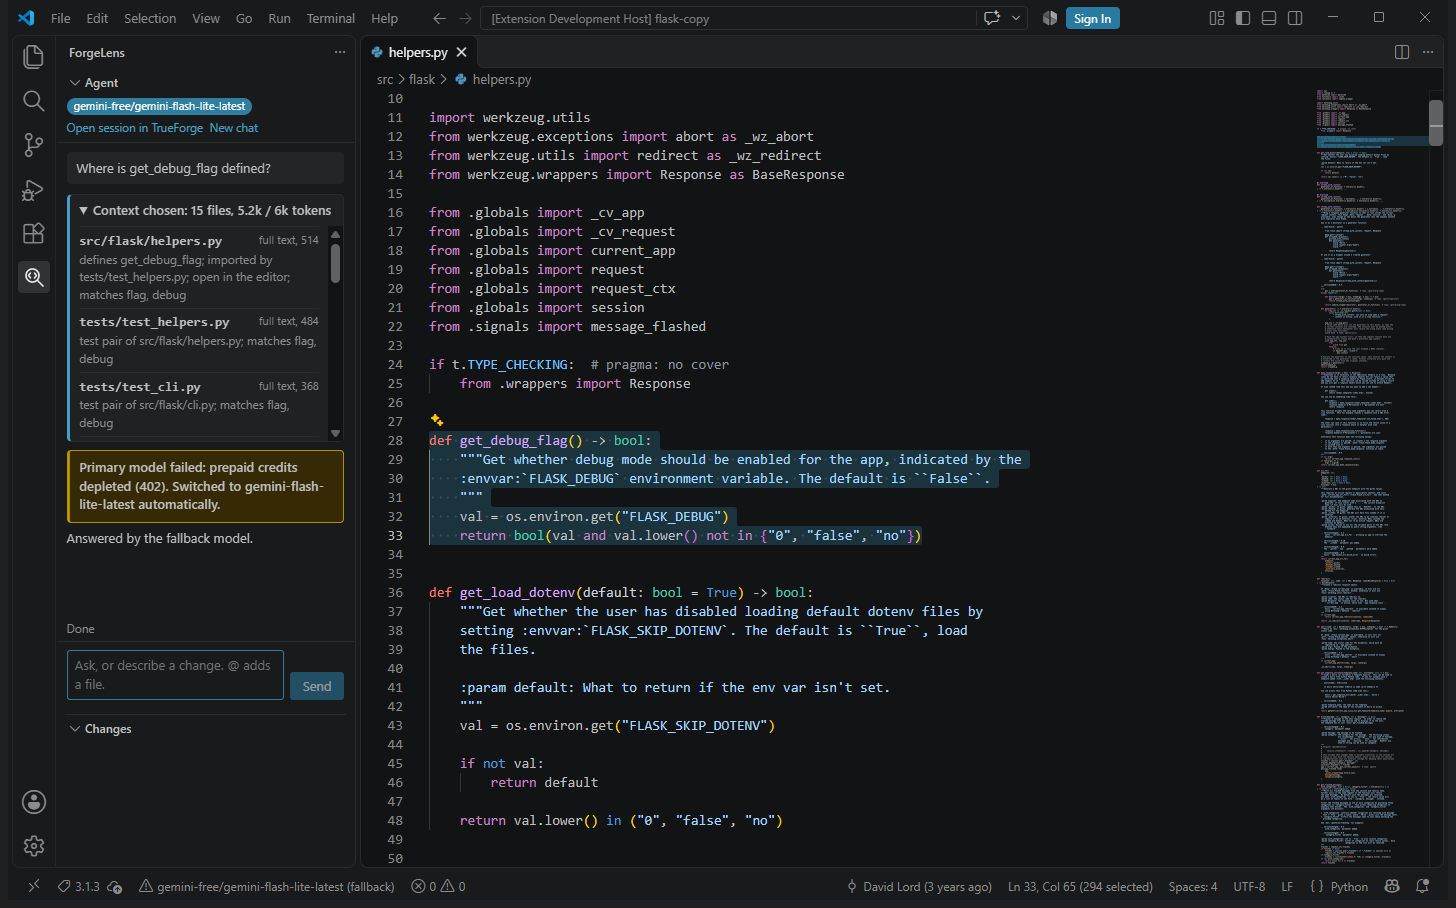 File Edit Selection View Go Run Terminal Help
[Extension Development Host] flask-copy
Sign In
ForgeLens
Agent
gemini-free/gemini-flash-lite-latest
Open session in TrueForge New chat
Where is get_debug_flag defined?
▼ Context chosen: 15 files, 5.2k / 6k tokens
src/flask/helpers.py full text, 514
defines get_debug_flag; imported by
tests/test_helpers.py; open in the editor;
matches flag, debug
tests/test_helpers.py full text, 484
test pair of src/flask/helpers.py; matches flag,
debug
tests/test_cli.py full text, 368
test pair of src/flask/cli.py; matches flag,
debug
Primary model failed: prepaid credits
depleted (402). Switched to gemini-flash-
lite-latest automatically.
Answered by the fallback model.
Done
Ask, or describe a change. @ adds
a file.
Send
Changes
helpers.py
src > flask > helpers.py
10
11 import werkzeug.utils
12 from werkzeug.exceptions import abort as _wz_abort
13 from werkzeug.utils import redirect as _wz_redirect
14 from werkzeug.wrappers import Response as BaseResponse
15
16 from .globals import _cv_app
17 from .globals import _cv_request
18 from .globals import current_app
19 from .globals import request
20 from .globals import request_ctx
21 from .globals import session
22 from .signals import message_flashed
23
24 if t.TYPE_CHECKING:  # pragma: no cover
25     from .wrappers import Response
26
27
28 def get_debug_flag() -> bool:
29     """Get whether debug mode should be enabled for the app, indicated by the
30     :envvar:`FLASK_DEBUG` environment variable. The default is ``False``.
31     """
32     val = os.environ.get("FLASK_DEBUG")
33     return bool(val and val.lower() not in {"0", "false", "no"})
34
35
36 def get_load_dotenv(default: bool = True) -> bool:
37     """Get whether the user has disabled loading default dotenv files by
38     setting :envvar:`FLASK_SKIP_DOTENV`. The default is ``True``, load
39     the files.
40
41     :param default: What to return if the env var isn't set.
42     """
43     val = os.environ.get("FLASK_SKIP_DOTENV")
44
45     if not val:
46         return default
47
48     return val.lower() in ("0", "false", "no")
49
50
3.1.3 gemini-free/gemini-flash-lite-latest (fallback) 0 0 David Lord (3 years ago) Ln 33, Col 65 (294 selected) Spaces: 4 UTF-8 LF { } Python